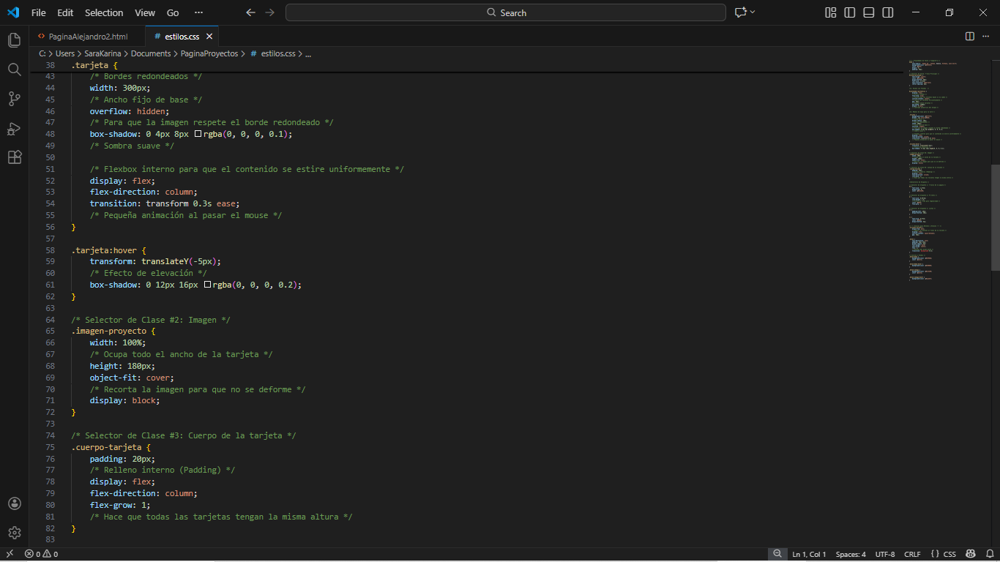 File Edit Selection View Go ··· Search
PaginaAlejandro2.html # estilos.css
C: > Users > SaraKarina > Documents > PaginaProyectos > # estilos.css > ...
38 .tarjeta {
43 /* Bordes redondeados */
44 width: 300px;
45 /* Ancho fijo de base */
46 overflow: hidden;
47 /* Para que la imagen respete el borde redondeado */
48 box-shadow: 0 4px 8px rgba(0, 0, 0, 0.1);
49 /* Sombra suave */
50
51 /* Flexbox interno para que el contenido se estire uniformemente */
52 display: flex;
53 flex-direction: column;
54 transition: transform 0.3s ease;
55 /* Pequeña animación al pasar el mouse */
56 }
57
58 .tarjeta:hover {
59 transform: translateY(-5px);
60 /* Efecto de elevación */
61 box-shadow: 0 12px 16px rgba(0, 0, 0, 0.2);
62 }
63
64 /* Selector de Clase #2: Imagen */
65 .imagen-proyecto {
66 width: 100%;
67 /* Ocupa todo el ancho de la tarjeta */
68 height: 180px;
69 object-fit: cover;
70 /* Recorta la imagen para que no se deforme */
71 display: block;
72 }
73
74 /* Selector de Clase #3: Cuerpo de la tarjeta */
75 .cuerpo-tarjeta {
76 padding: 20px;
77 /* Relleno interno (Padding) */
78 display: flex;
79 flex-direction: column;
80 flex-grow: 1;
81 /* Hace que todas las tarjetas tengan la misma altura */
82 }
83
0 0 Ln 1, Col 1 Spaces: 4 UTF-8 CRLF { } CSS